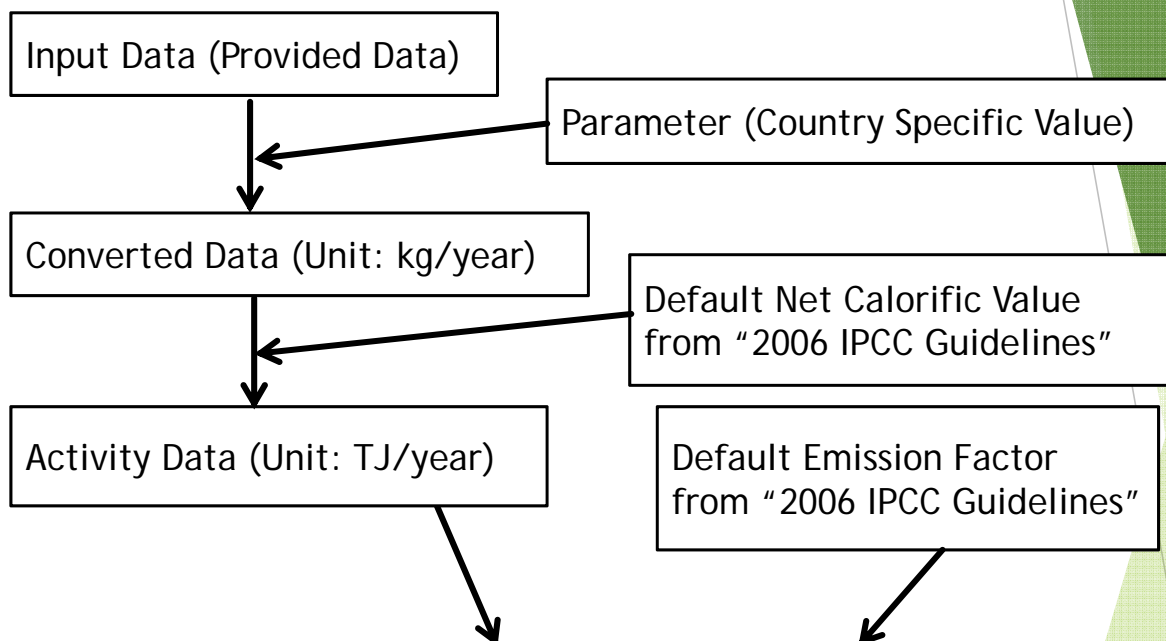 Input Data (Provided Data)
Parameter (Country Specific Value)
Converted Data (Unit: kg/year)
Default Net Calorific Value
from “2006 IPCC Guidelines”
Activity Data (Unit: TJ/year)
Default Emission Factor
from “2006 IPCC Guidelines”